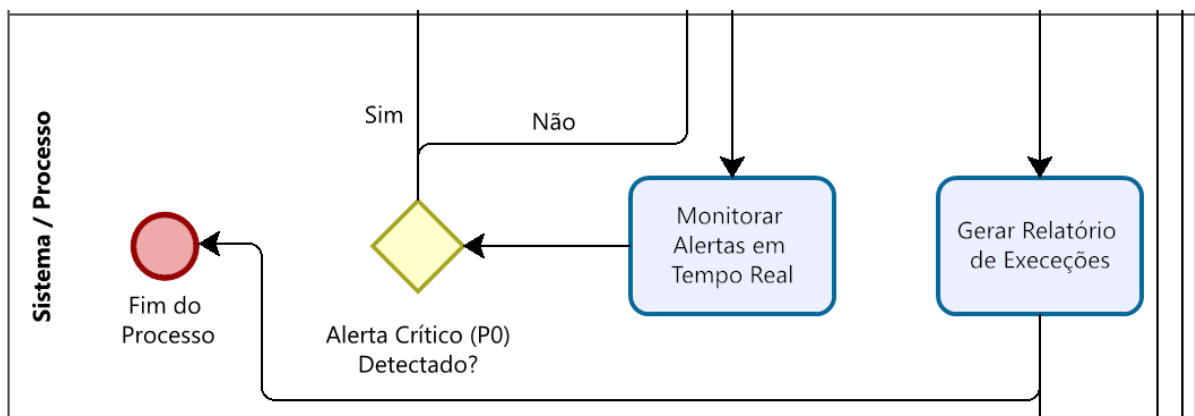 Sistema / Processo
Sim
Não
Monitorar
Alertas em
Tempo Real
Gerar Relatório
de Execeções
Fim do
Processo
Alerta Crítico (P0)
Detectado?